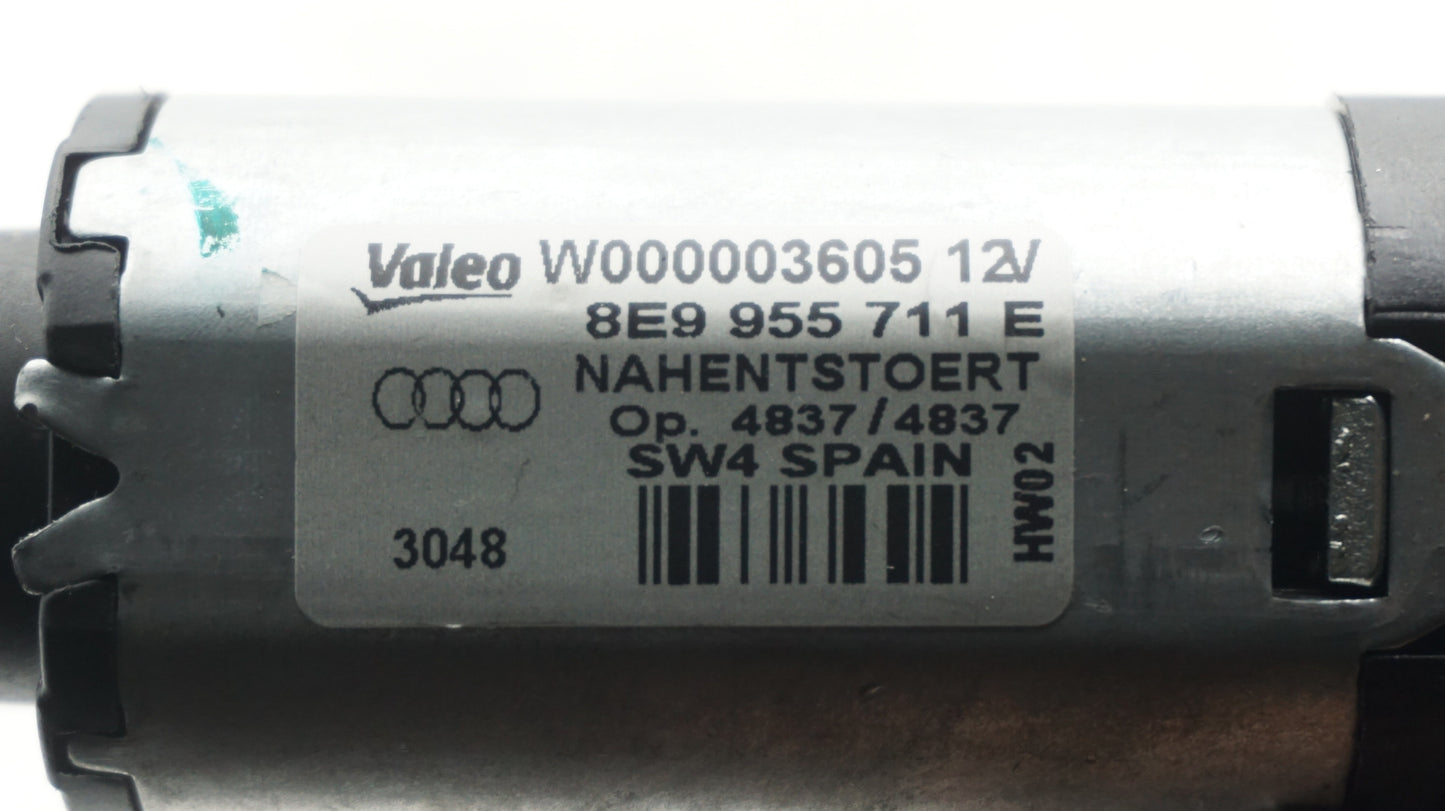 Valeo W000003605 12V
8E9 955 711 E
NAHENTSTOERT
Op. 4837/4837
SW4 SPAIN
HW02
3048